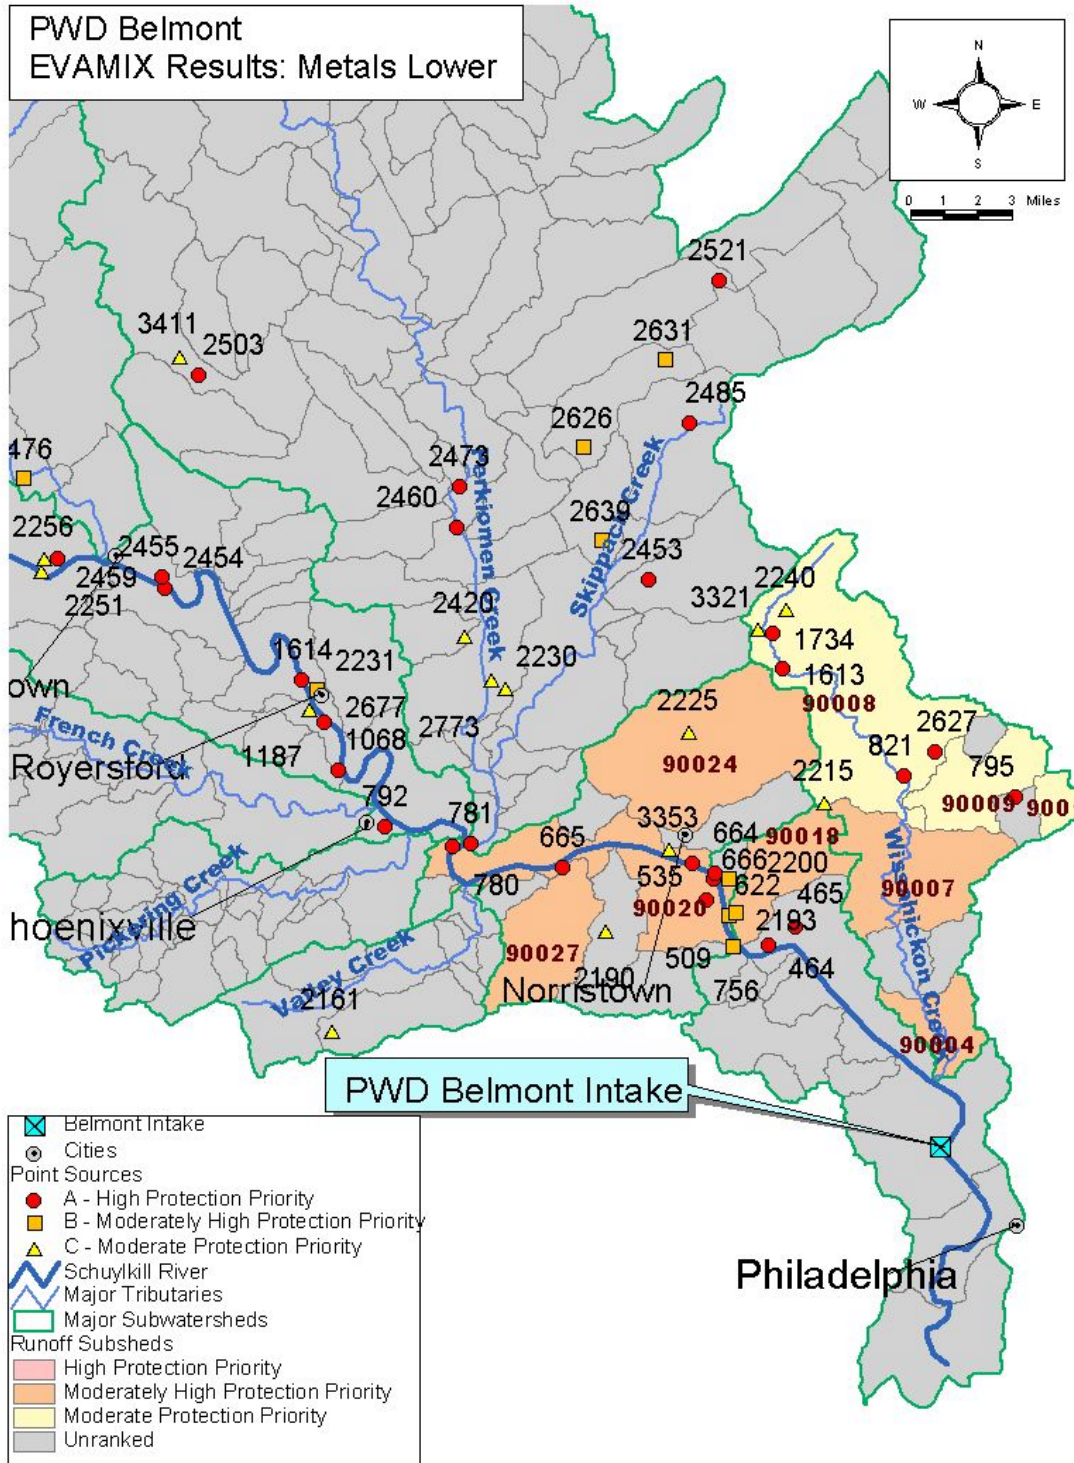 PWD Belmont
EVAMIX Results: Metals Lower
N
W
E
S
0 1 2 3 Miles
2521
3411
2503
2631
2485
2626
476
2473
2460
Perkiomen Creek
Skippack Creek
2639
2256
2455
2454
2459
2251
2453
2240
3321
2420
1734
1614
2231
2230
1613
own
90008
2225
2677
French Creek
2773
2627
1068
821
Royersford
1187
90024
795
2215
90009
900
792
781
3353
665
664
90018
666
2200
780
535
622
90007
465
90020
2193
Wissahickon Creek
Pickering Creek
hoenixville
Valley Creek
90027
509
464
2190
756
Norristown
2161
90004
PWD Belmont Intake
Belmont Intake
Cities
Point Sources
A - High Protection Priority
B - Moderately High Protection Priority
C - Moderate Protection Priority
Schuylkill River
Major Tributaries
Major Subwatersheds
Runoff Subsheds
High Protection Priority
Moderately High Protection Priority
Moderate Protection Priority
Unranked
Philadelphia